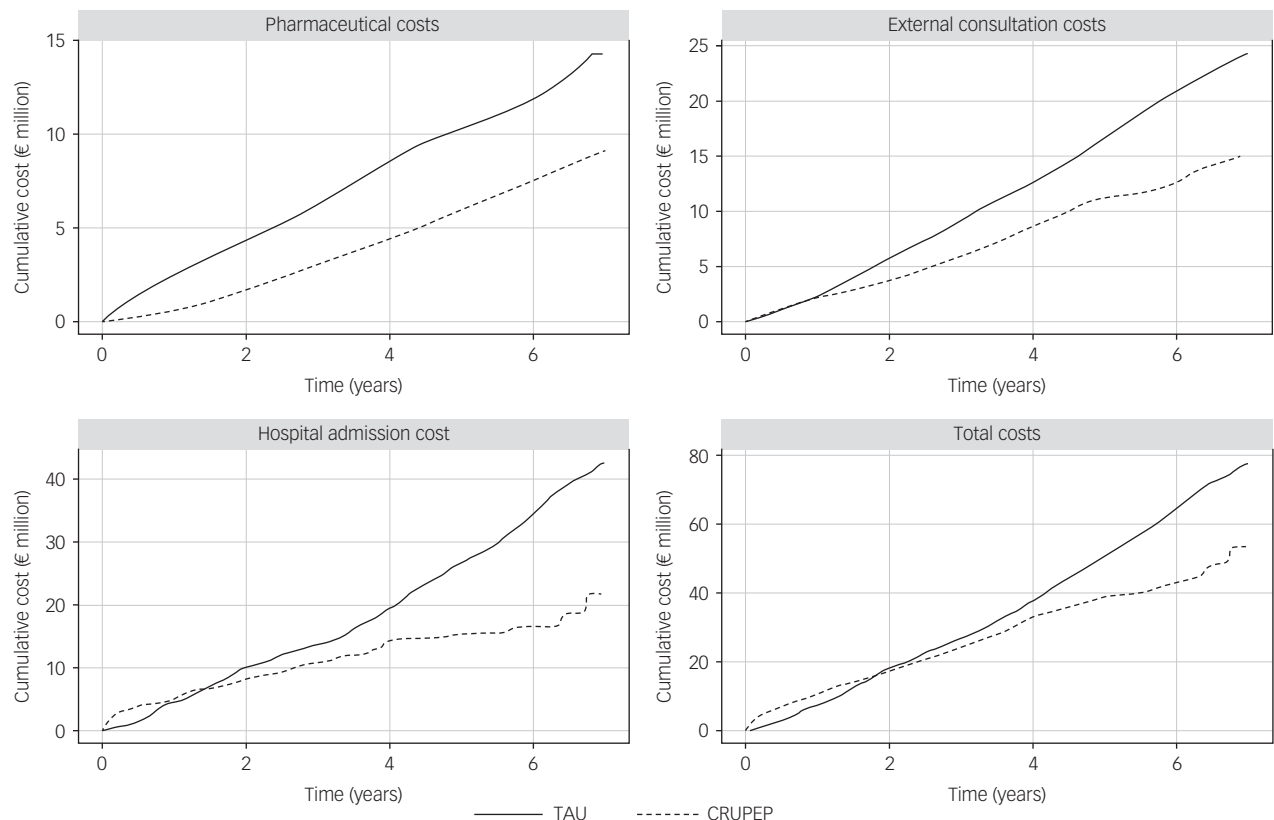 Pharmaceutical costs
Cumulative cost (€ million)
15
10
5
0
0 2 4 6
Time (years)
External consultation costs
Cumulative cost (€ million)
25
20
15
10
5
0
0 2 4 6
Time (years)
Hospital admission cost
Cumulative cost (€ million)
40
30
20
10
0
0 2 4 6
Time (years)
Total costs
Cumulative cost (€ million)
80
60
40
20
0
0 2 4 6
Time (years)
TAU CRUPEP